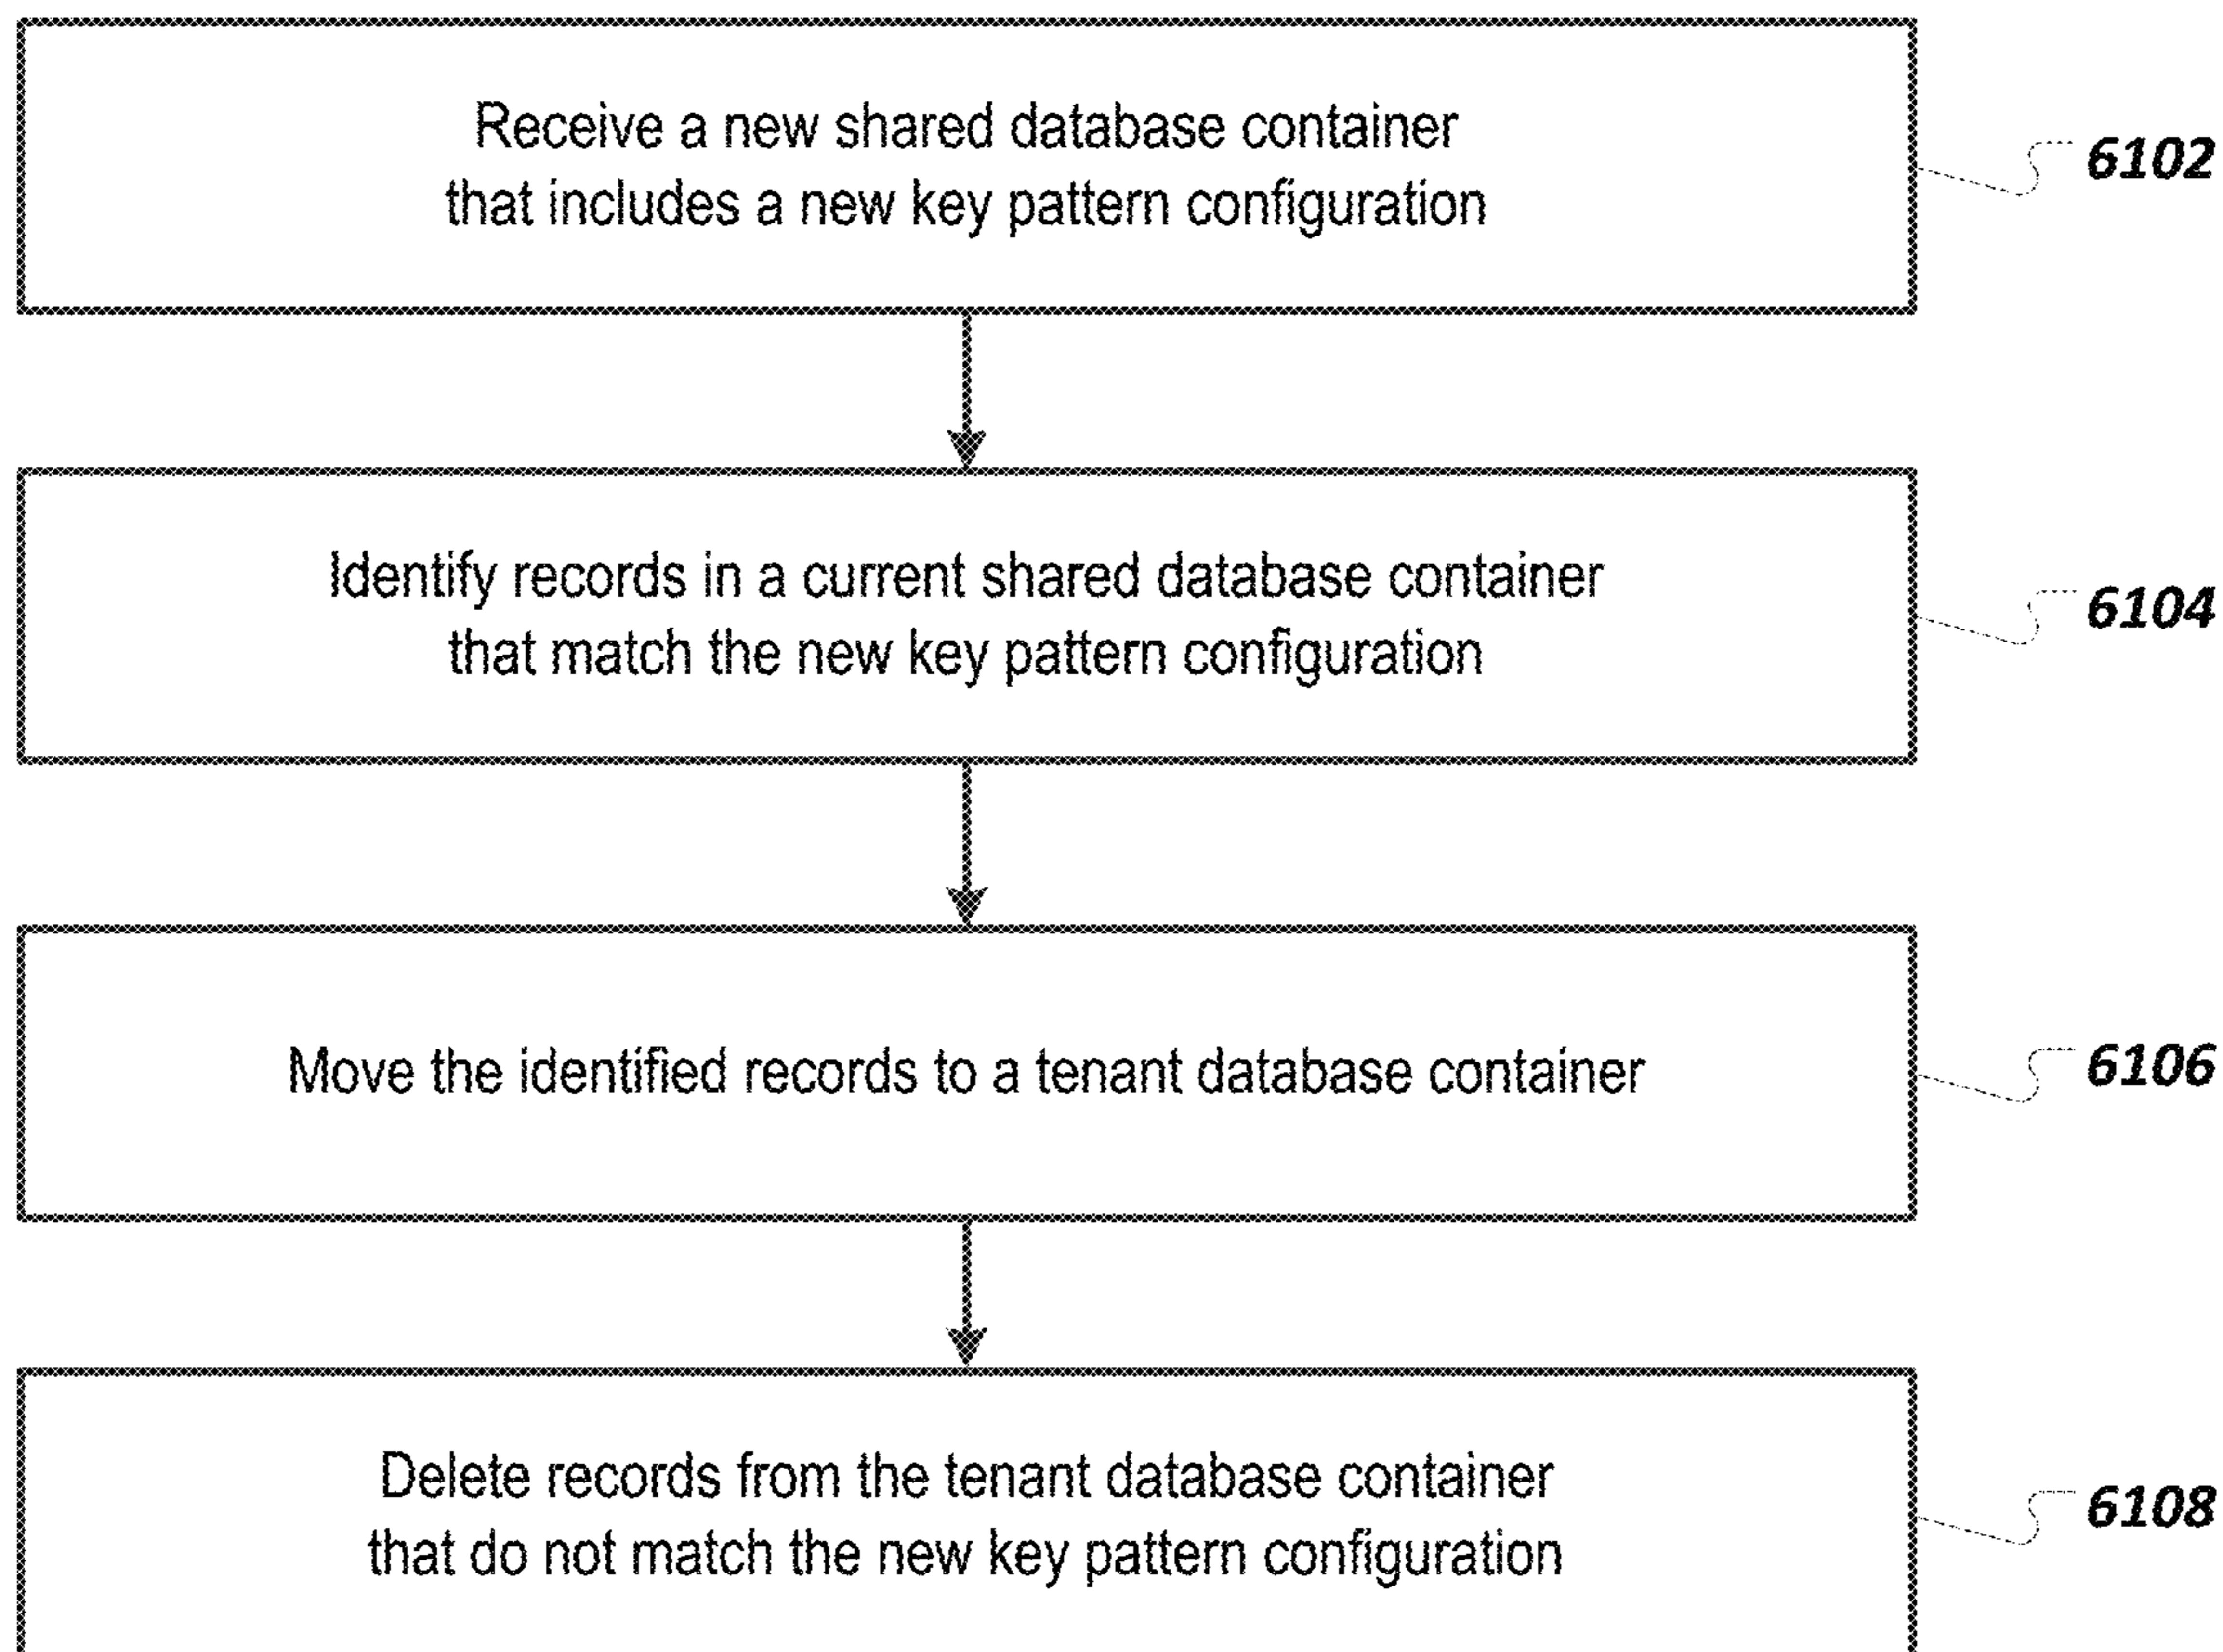 Receive a new shared database container
that includes a new key pattern configuration
6102
Identify records in a current shared database container
that match the new key pattern configuration
6104
Move the identified records to a tenant database container
6106
Delete records from the tenant database container
that do not match the new key pattern configuration
6108